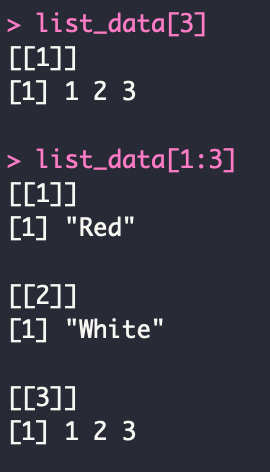 > list_data[3]
[[1]]
[1] 1 2 3
> list_data[1:3]
[[1]]
[1] "Red"
[[2]]
[1] "White"
[[3]]
[1] 1 2 3